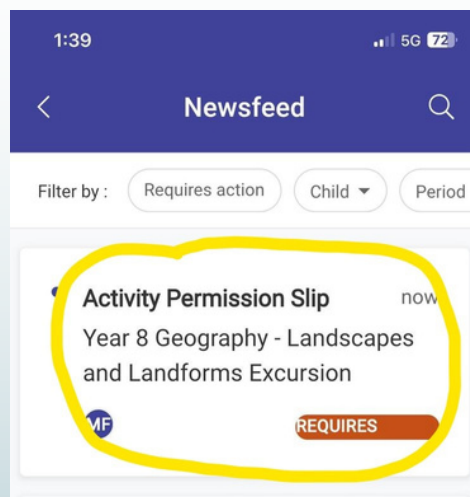 1:39 5G 72
Newsfeed
Filter by : Requires action Child Period
Activity Permission Slip now
Year 8 Geography - Landscapes
and Landforms Excursion
MF REQUIRES